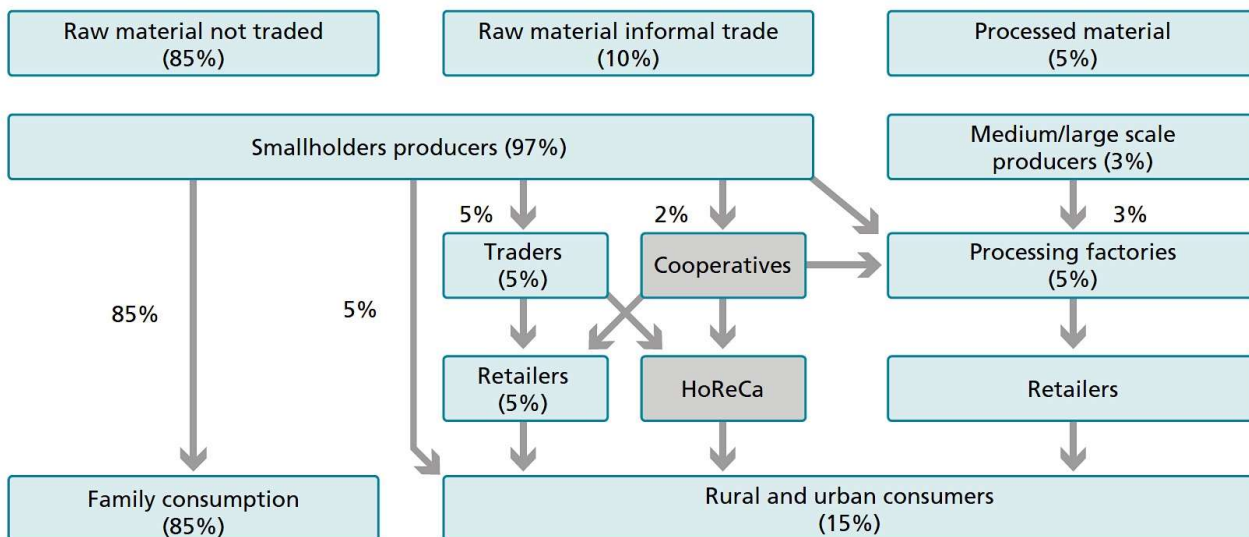 Raw material not traded
(85%)
Raw material informal trade
(10%)
Processed material
(5%)
Smallholders producers (97%)
Medium/large scale
producers (3%)
5%
2%
3%
Traders
(5%)
Cooperatives
Processing factories
(5%)
85%
5%
Retailers
(5%)
HoReCa
Retailers
Family consumption
(85%)
Rural and urban consumers
(15%)